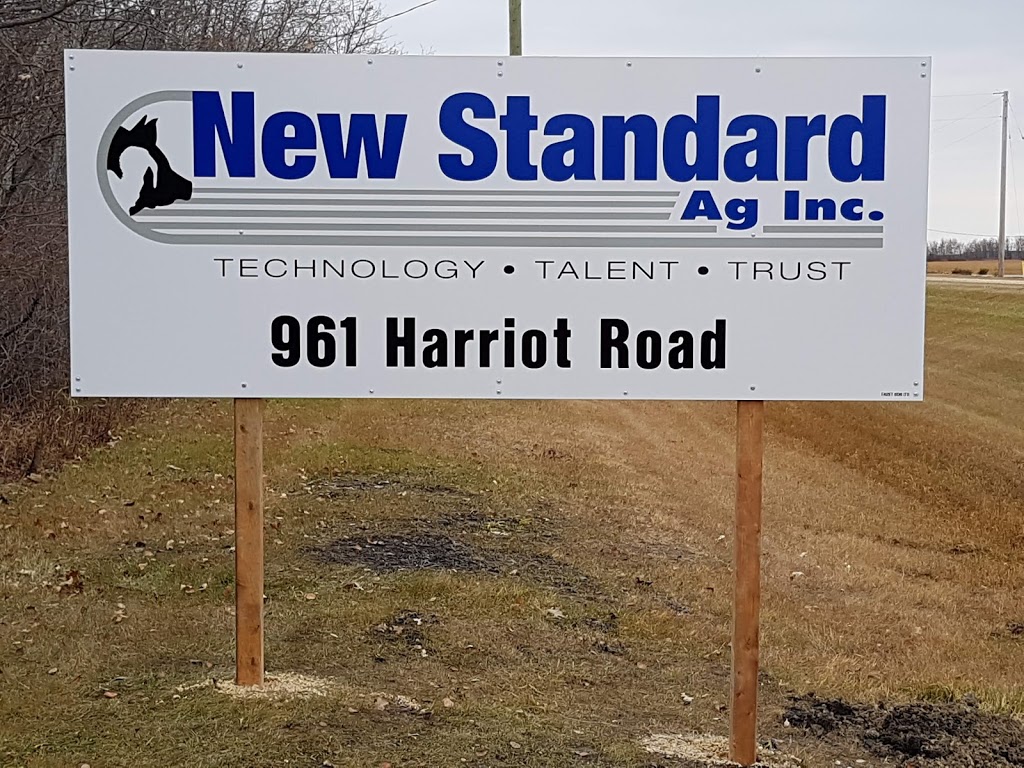 New Standard
Ag Inc.
TECHNOLOGY • TALENT • TRUST
961 Harriot Road